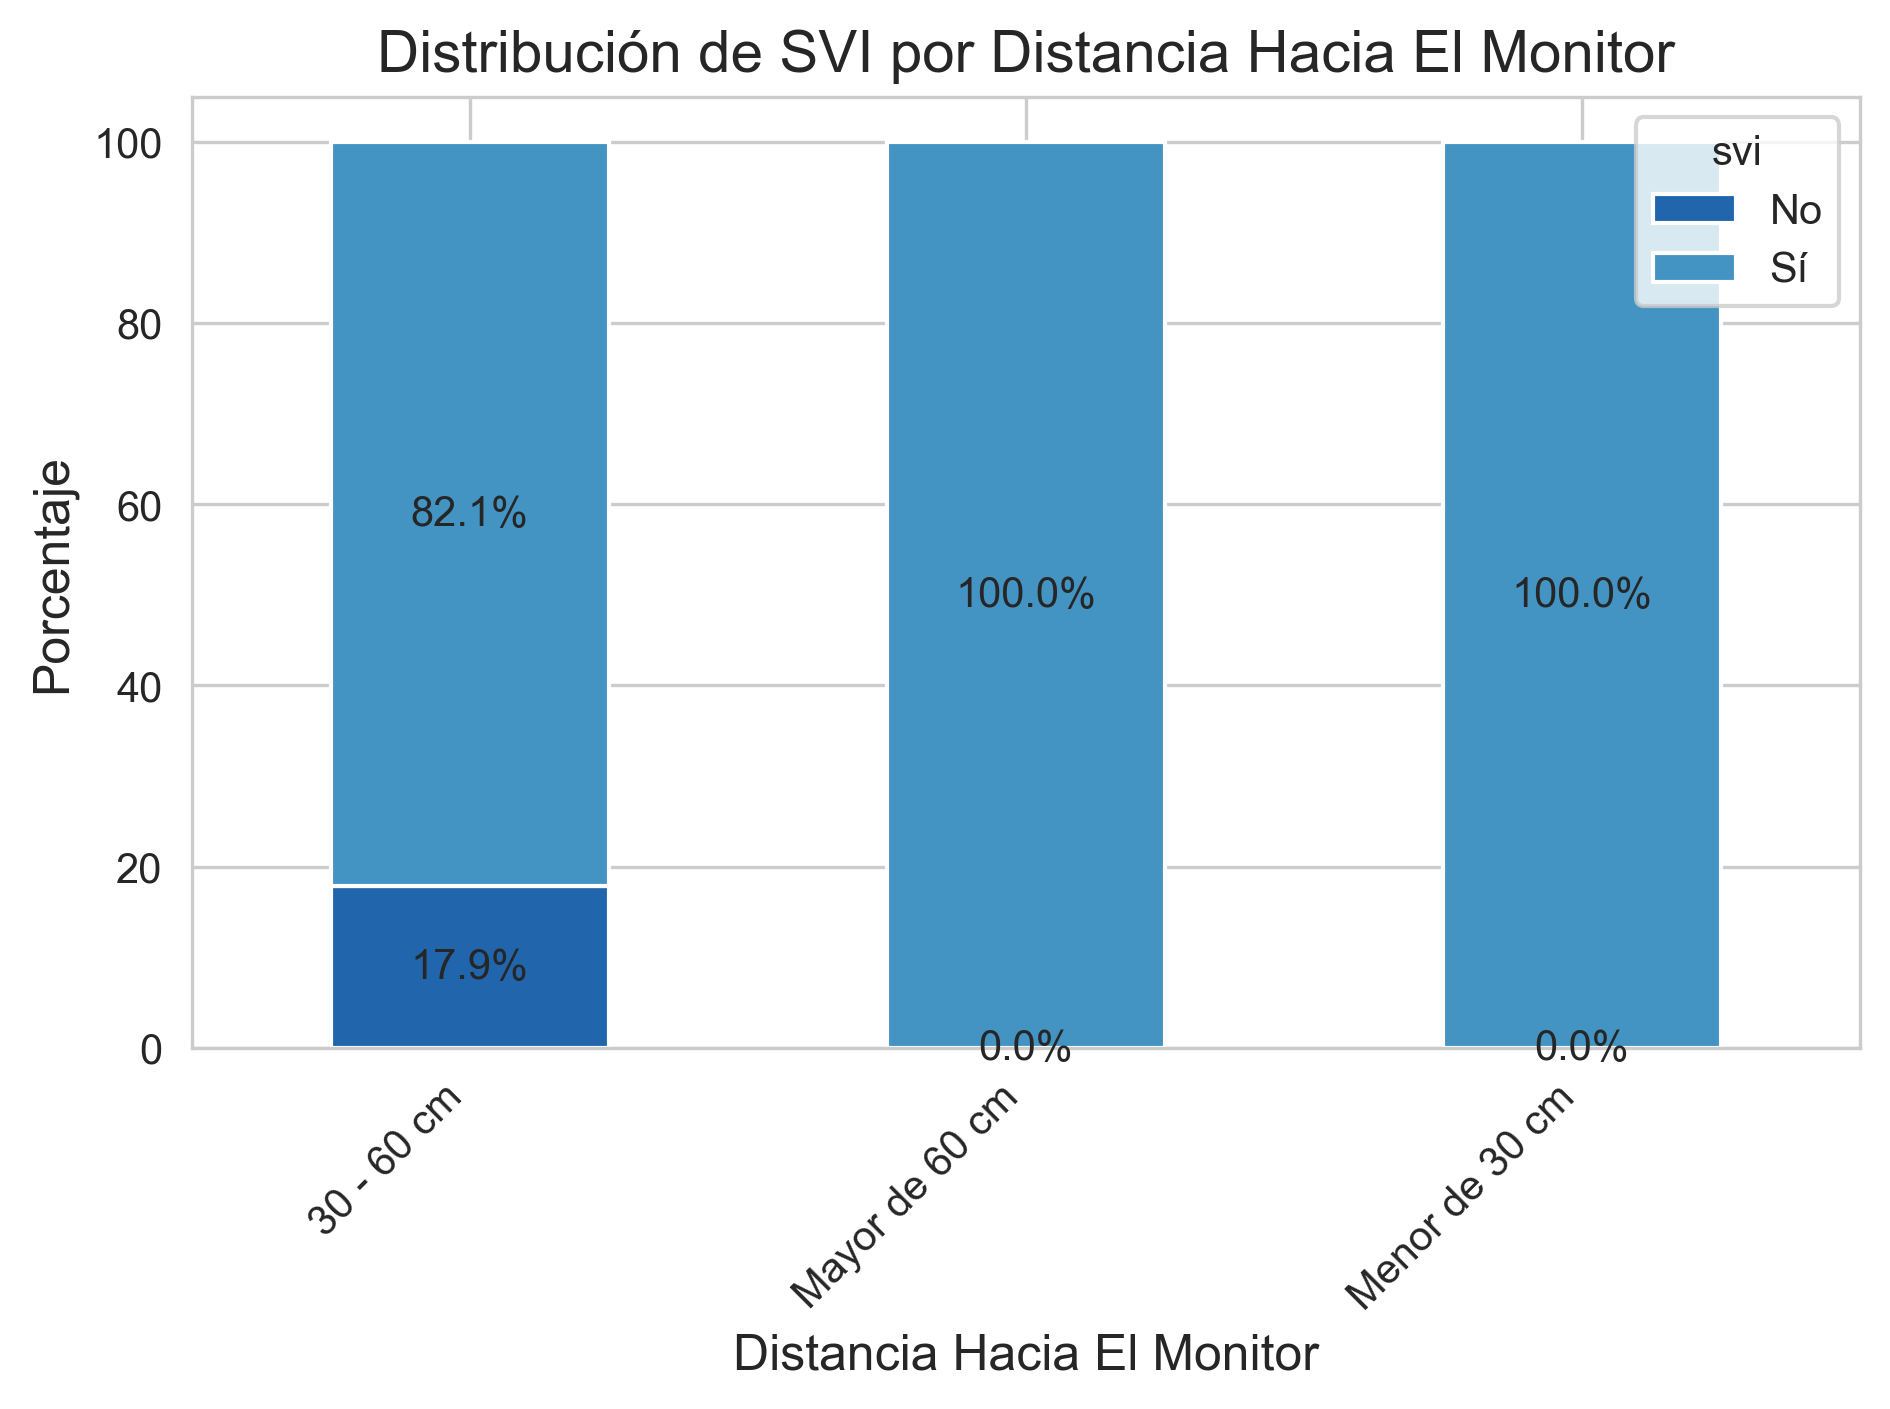 Distribución de SVI por Distancia Hacia El Monitor
svi
No
Sí
Porcentaje
100
80
60
40
20
0
82.1%
17.9%
100.0%
0.0%
100.0%
0.0%
30 - 60 cm
Mayor de 60 cm
Menor de 30 cm
Distancia Hacia El Monitor